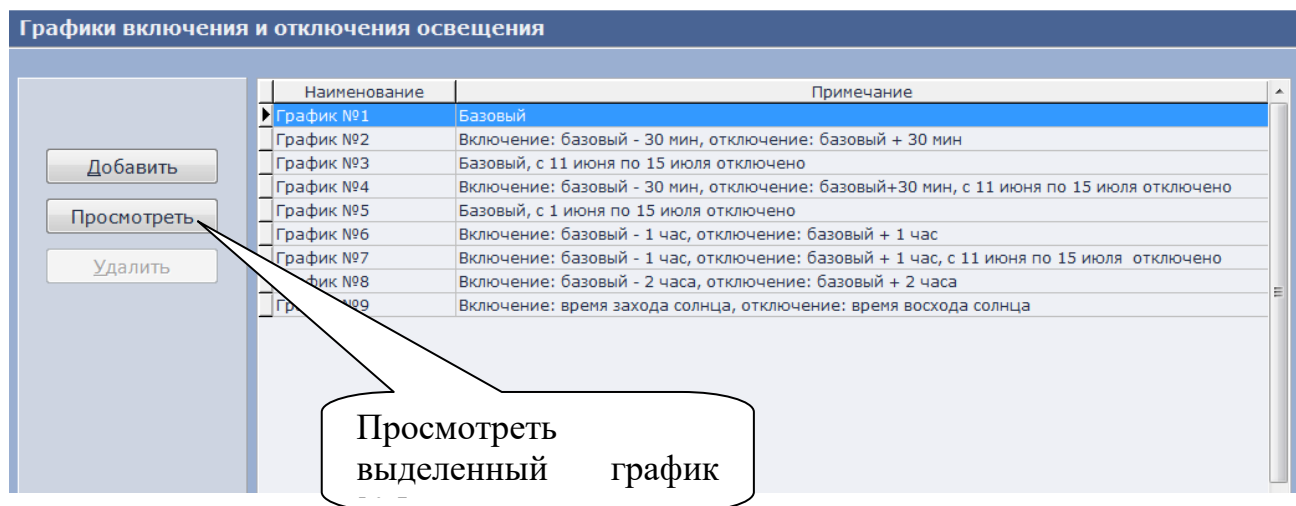 Графики включения и отключения освещения
Наименование Примечание
График №1 Базовый
График №2 Включение: базовый - 30 мин, отключение: базовый + 30 мин
График №3 Базовый, с 11 июня по 15 июля отключено
График №4 Включение: базовый - 30 мин, отключение: базовый+30 мин, с 11 июня по 15 июля отключено
График №5 Базовый, с 1 июня по 15 июля отключено
График №6 Включение: базовый - 1 час, отключение: базовый + 1 час
График №7 Включение: базовый - 1 час, отключение: базовый + 1 час, с 11 июня по 15 июля отключено
График №8 Включение: базовый - 2 часа, отключение: базовый + 2 часа
График №9 Включение: время захода солнца, отключение: время восхода солнца
Добавить
Просмотреть
Удалить
Просмотреть
выделенный график